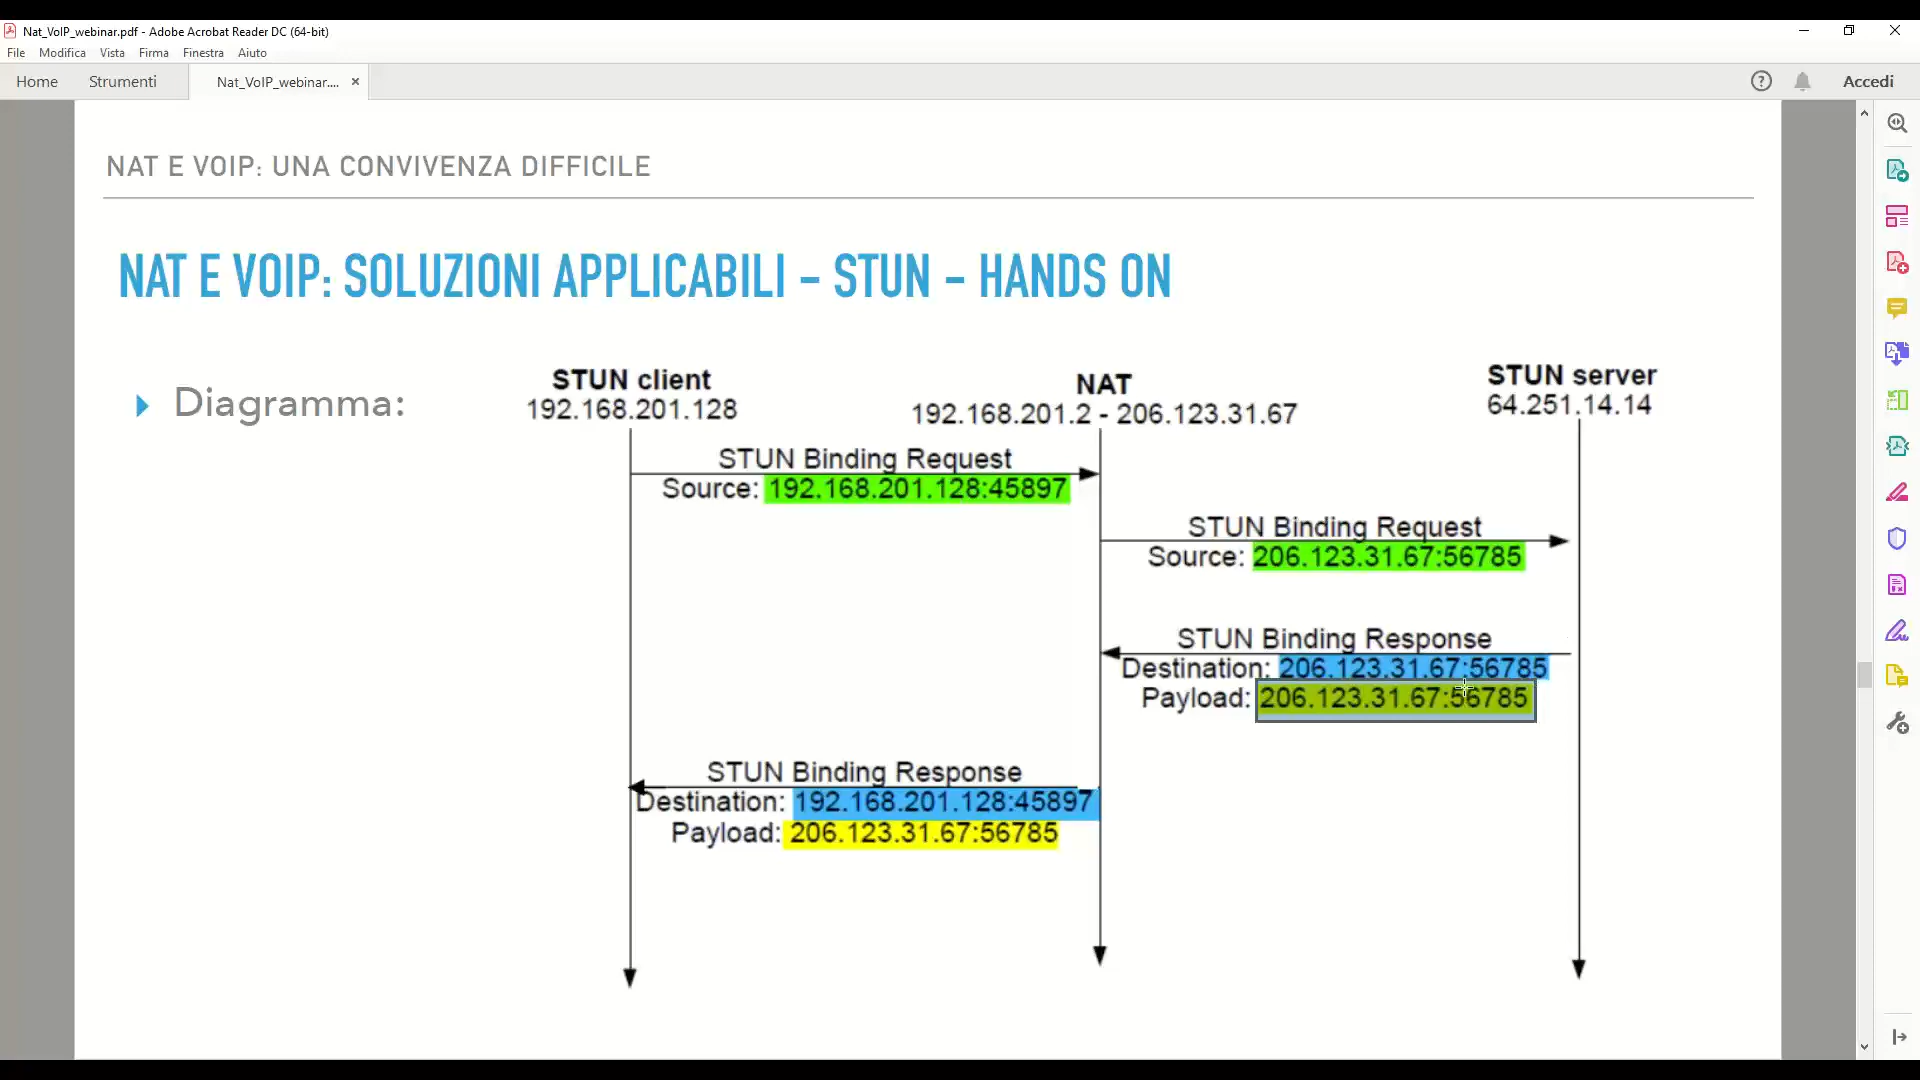 Nat_VoIP_webinar.pdf - Adobe Acrobat Reader DC (64-bit)
File Modifica Vista Firma Finestra Aiuto
Home Strumenti Nat_VoIP_webinar.... × Accedi
NAT E VOIP: UNA CONVIVENZA DIFFICILE
NAT E VOIP: SOLUZIONI APPLICABILI – STUN – HANDS ON
Diagramma:
STUN client
192.168.201.128
NAT
192.168.201.2 - 206.123.31.67
STUN server
64.251.14.14
STUN Binding Request
Source: 192.168.201.128:45897
STUN Binding Request
Source: 206.123.31.67:56785
STUN Binding Response
Destination: 206.123.31.67:56785
Payload: 206.123.31.67:56785
STUN Binding Response
Destination: 192.168.201.128:45897
Payload: 206.123.31.67:56785